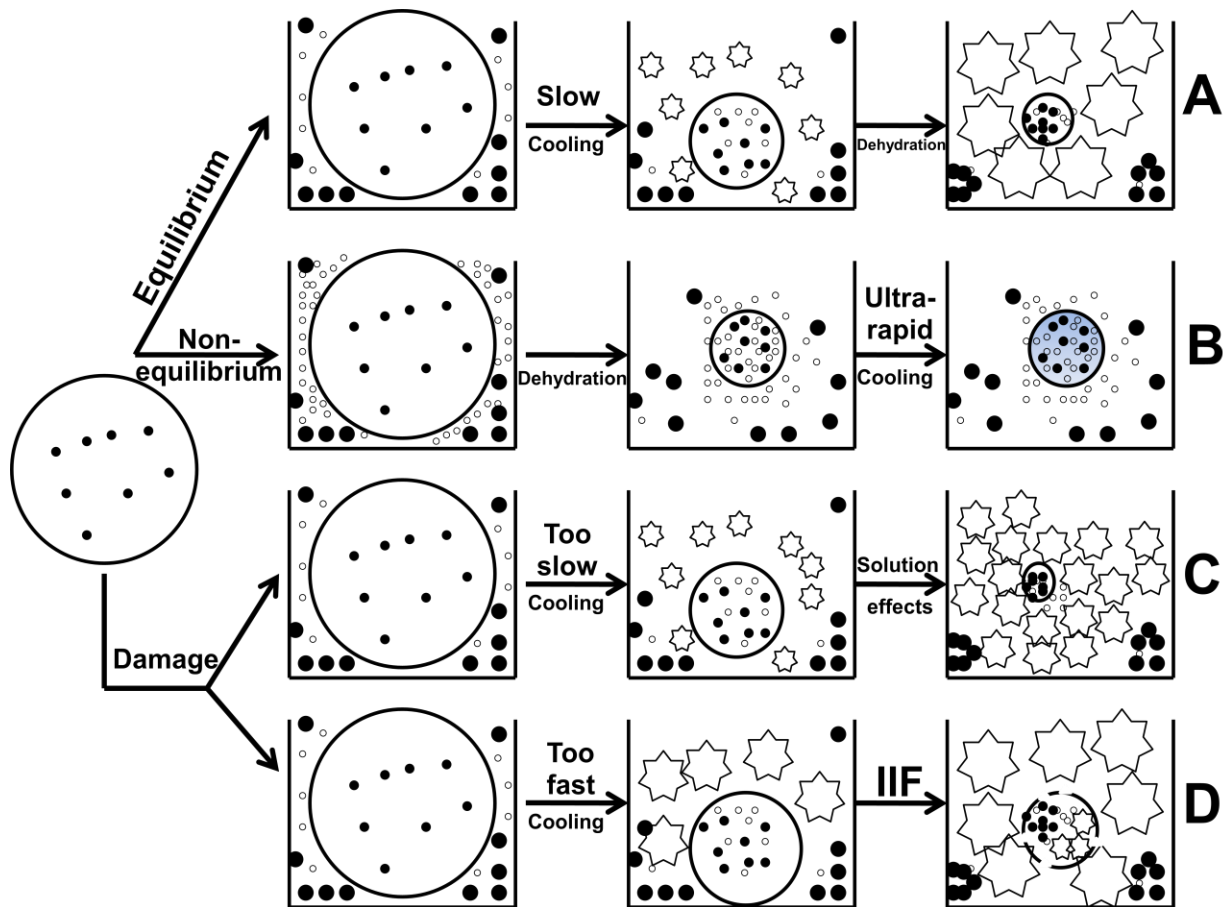 Equilibrium
Slow
Cooling
Dehydration
A
Non-
equilibrium
Dehydration
Ultra-
rapid
Cooling
B
Damage
Too
slow
Cooling
Solution
effects
C
Too
fast
Cooling
IIF
D